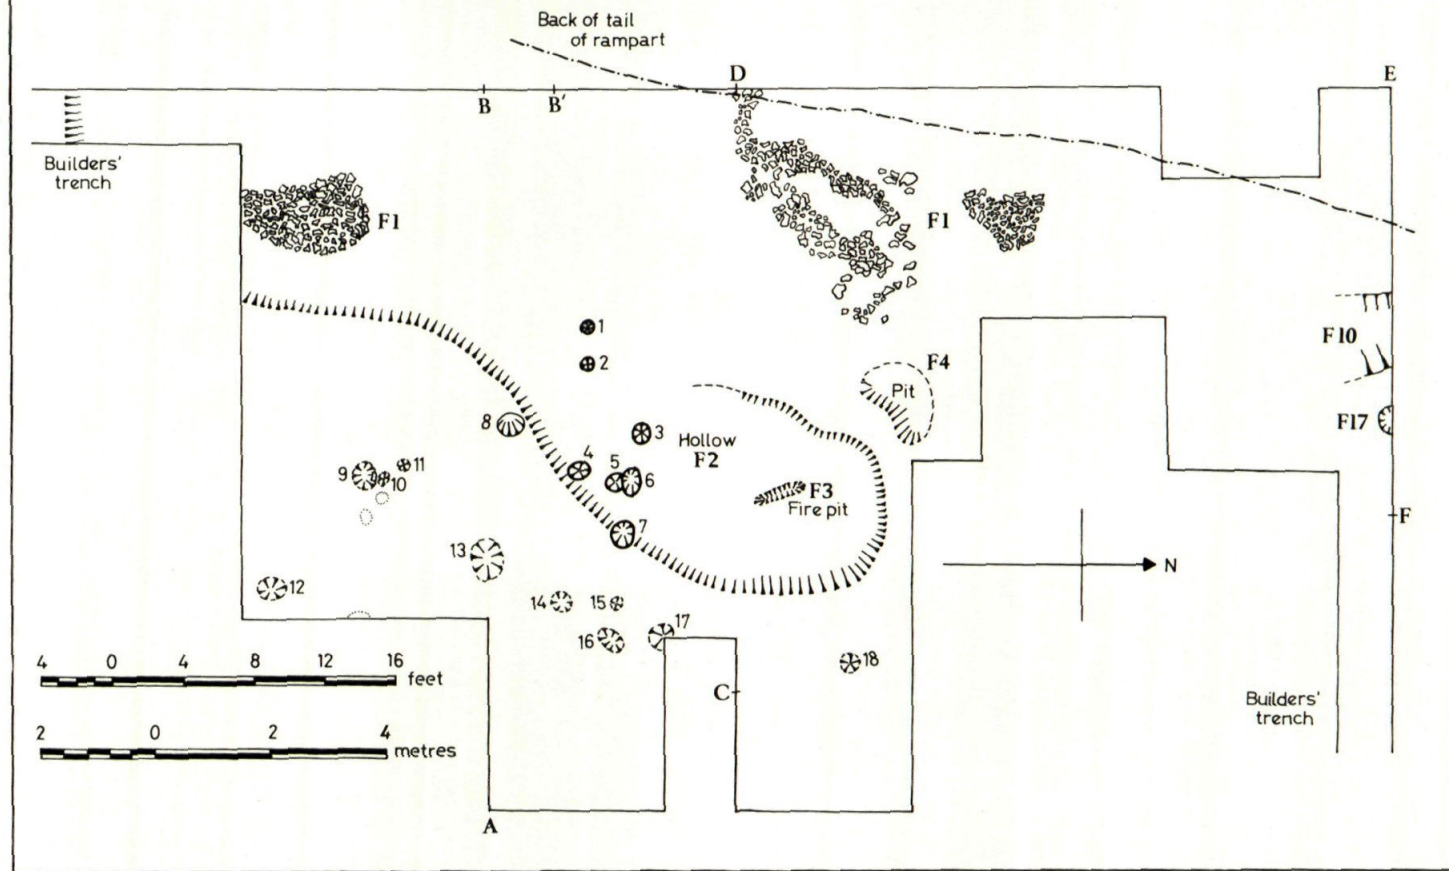 Back of tail
of rampart
D
E
B
B′
Builders'
trench
F1
F1
1
2
F10
F4
Pit
8
3
Hollow
F2
F17
4
5
6
9
10
11
F3
Fire pit
7
F
13
N
12
14
15
16
17
18
4 0 4 8 12 16
feet
C
Builders'
trench
2 0 2 4
metres
A